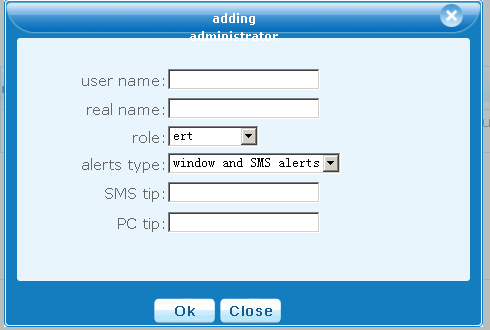 adding
administrator
user name:
real name:
role: ert
alerts type: window and SMS alerts
SMS tip:
PC tip:
Ok Close